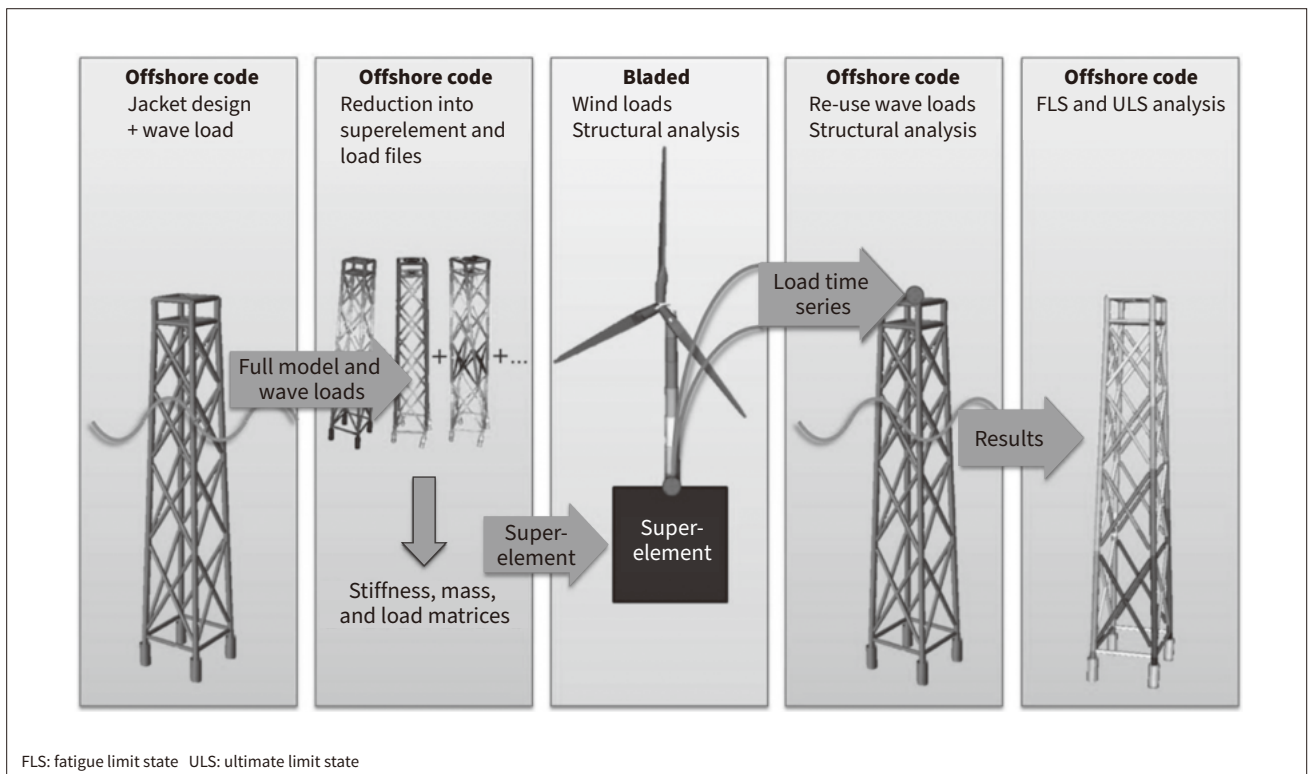 Offshore code
Jacket design
+ wave load
Offshore code
Reduction into
superelement and
load files
Bladed
Wind loads
Structural analysis
Offshore code
Re-use wave loads
Structural analysis
Offshore code
FLS and ULS analysis
Full model and
wave loads
+
+...
Stiffness, mass,
and load matrices
Super-
element
Super-
element
Load time
series
Results
FLS: fatigue limit state ULS: ultimate limit state